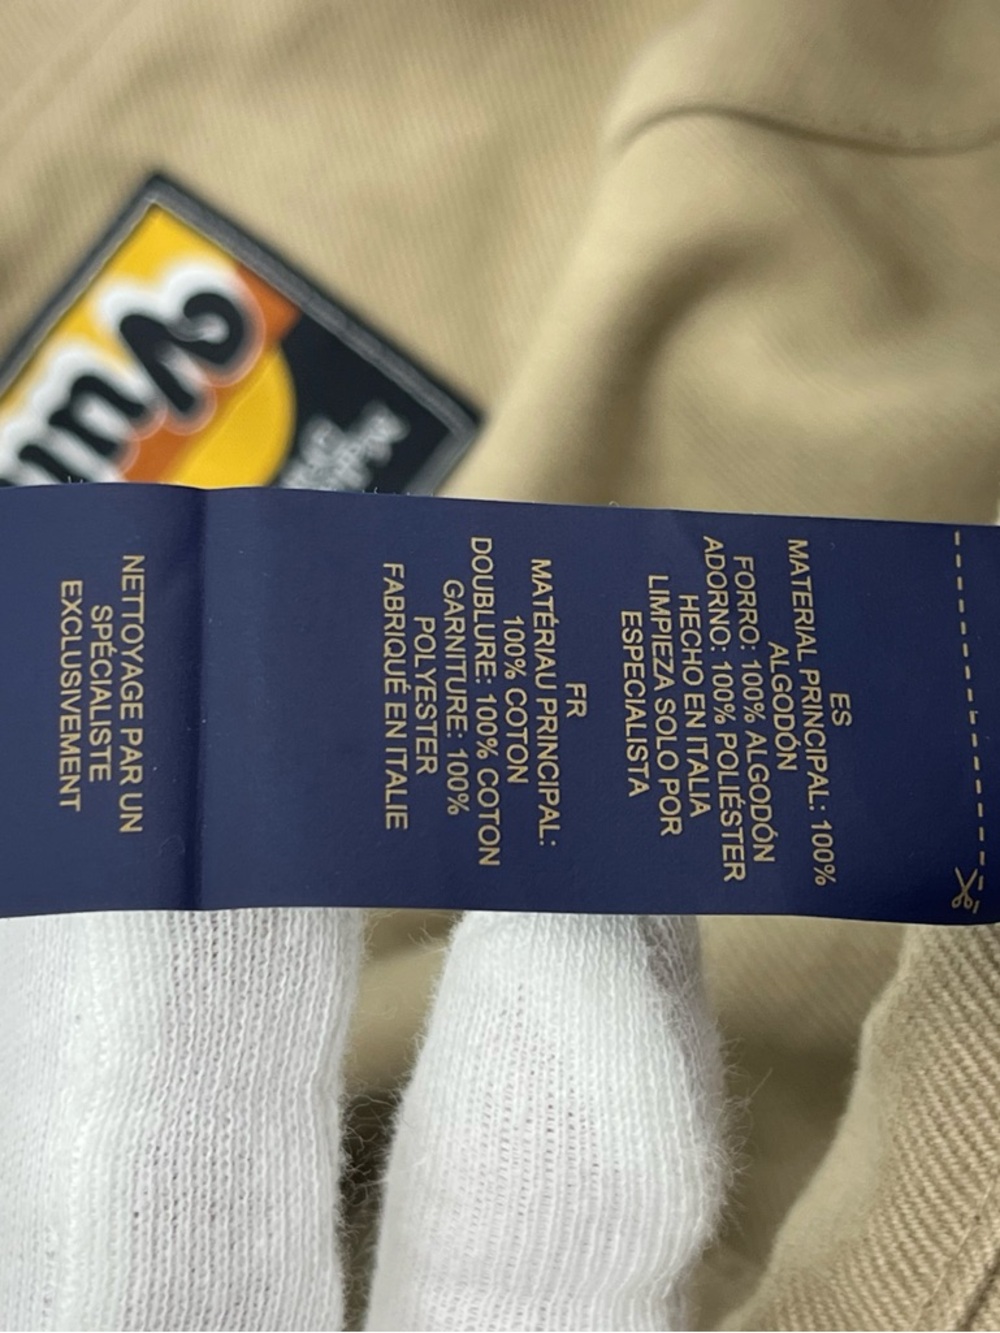 ES
MATERIAL PRINCIPAL: 100%
ALGODÓN
FORRO: 100% ALGODÓN
ADORNO: 100% POLIÉSTER
HECHO EN ITALIA
LIMPIEZA SOLO POR
ESPECIALISTA
FR
MATÉRIAU PRINCIPAL:
100% COTON
DOUBLURE: 100% COTON
GARNITURE: 100%
POLYESTER
FABRIQUÉ EN ITALIE
NETTOYAGE PAR UN
SPÉCIALISTE
EXCLUSIVEMENT